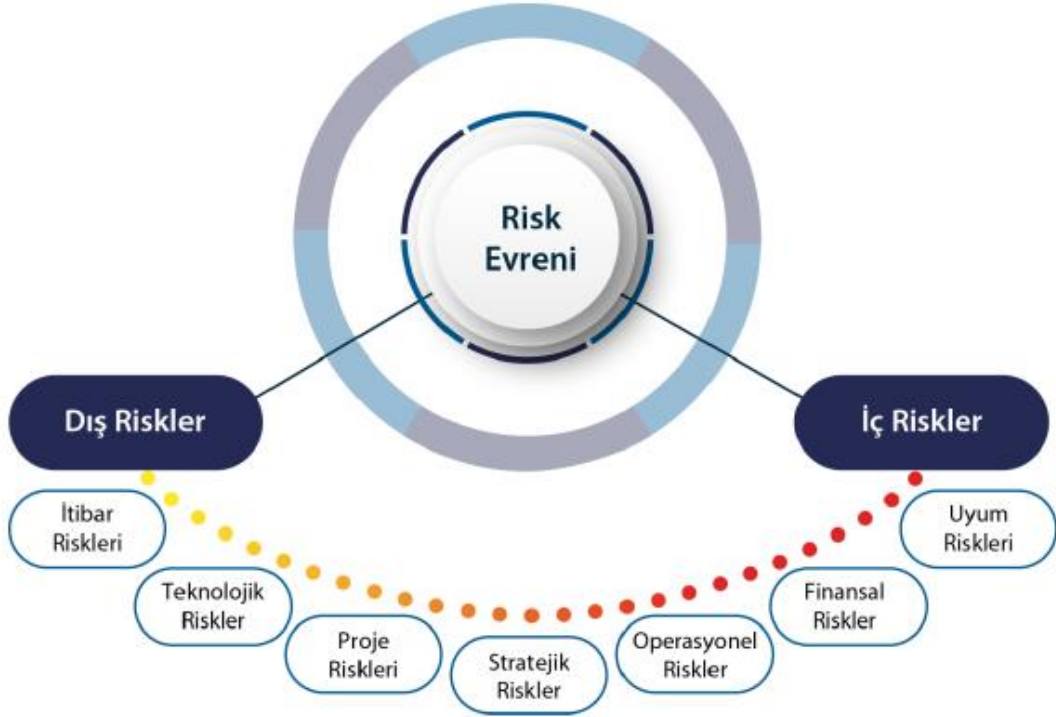 Risk
Evreni
Dış Riskler
İç Riskler
İtibar
Riskleri
Teknolojik
Riskler
Proje
Riskleri
Stratejik
Riskler
Operasyonel
Riskler
Finansal
Riskler
Uyum
Riskleri